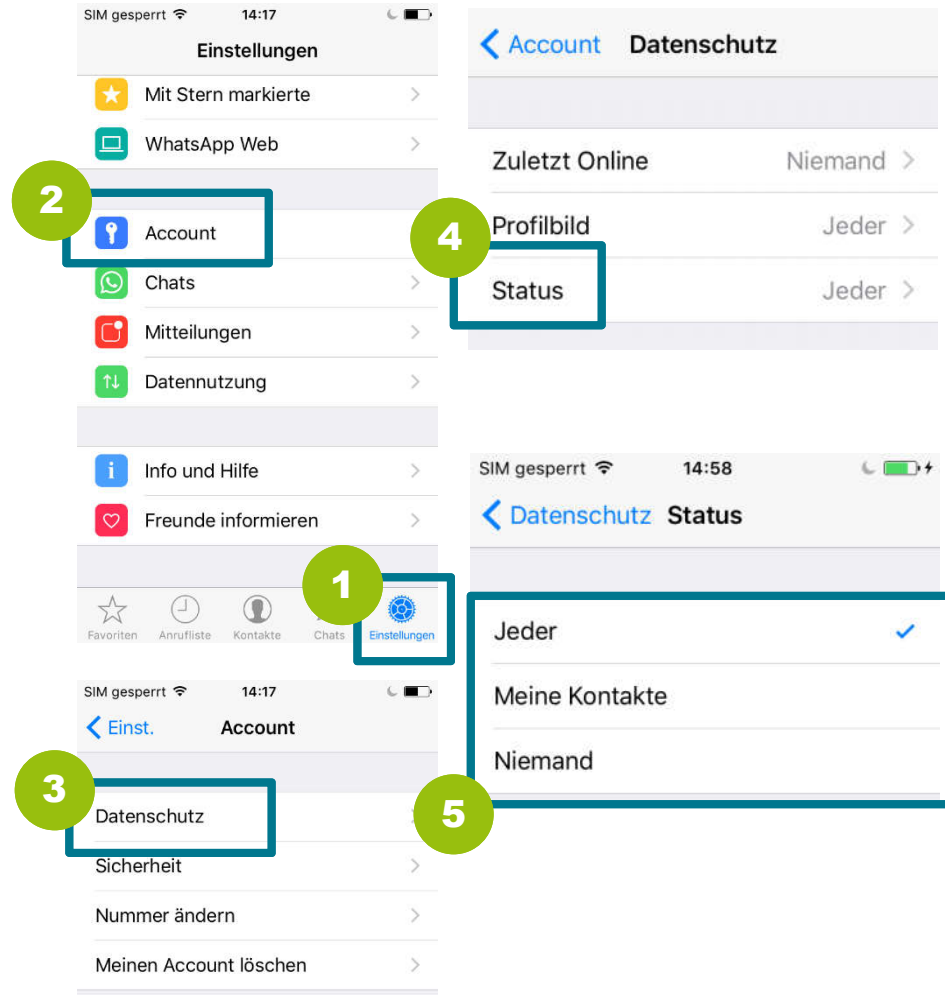 SIM gesperrt 14:17
Einstellungen
Mit Stern markierte
WhatsApp Web
2
Account
Chats
Mitteilungen
Datennutzung
Info und Hilfe
Freunde informieren
1
Favoriten Anrufliste Kontakte Chats Einstellungen
SIM gesperrt 14:17
Einst. Account
3
Datenschutz
Sicherheit
Nummer ändern
Meinen Account löschen
Account Datenschutz
Zuletzt Online Niemand
4
Profilbild Jeder
Status Jeder
SIM gesperrt 14:58
Datenschutz Status
Jeder
Meine Kontakte
Niemand
5